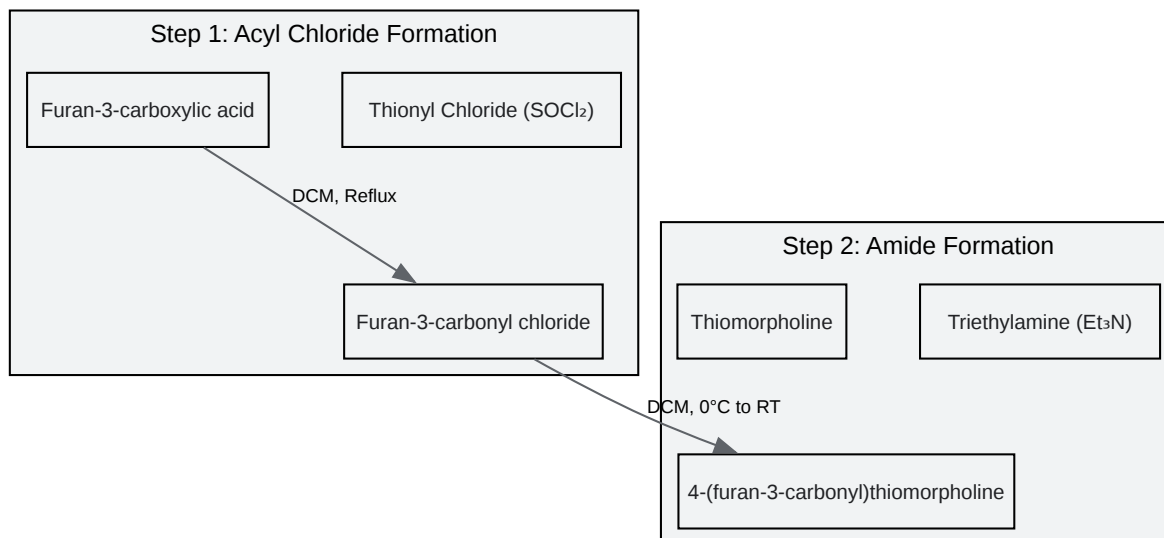 Step 1: Acyl Chloride Formation
Furan-3-carboxylic acid
Thionyl Chloride (SOCl₂)
DCM, Reflux
Furan-3-carbonyl chloride
Step 2: Amide Formation
Thiomorpholine
Triethylamine (Et₃N)
DCM, 0°C to RT
4-(furan-3-carbonyl)thiomorpholine